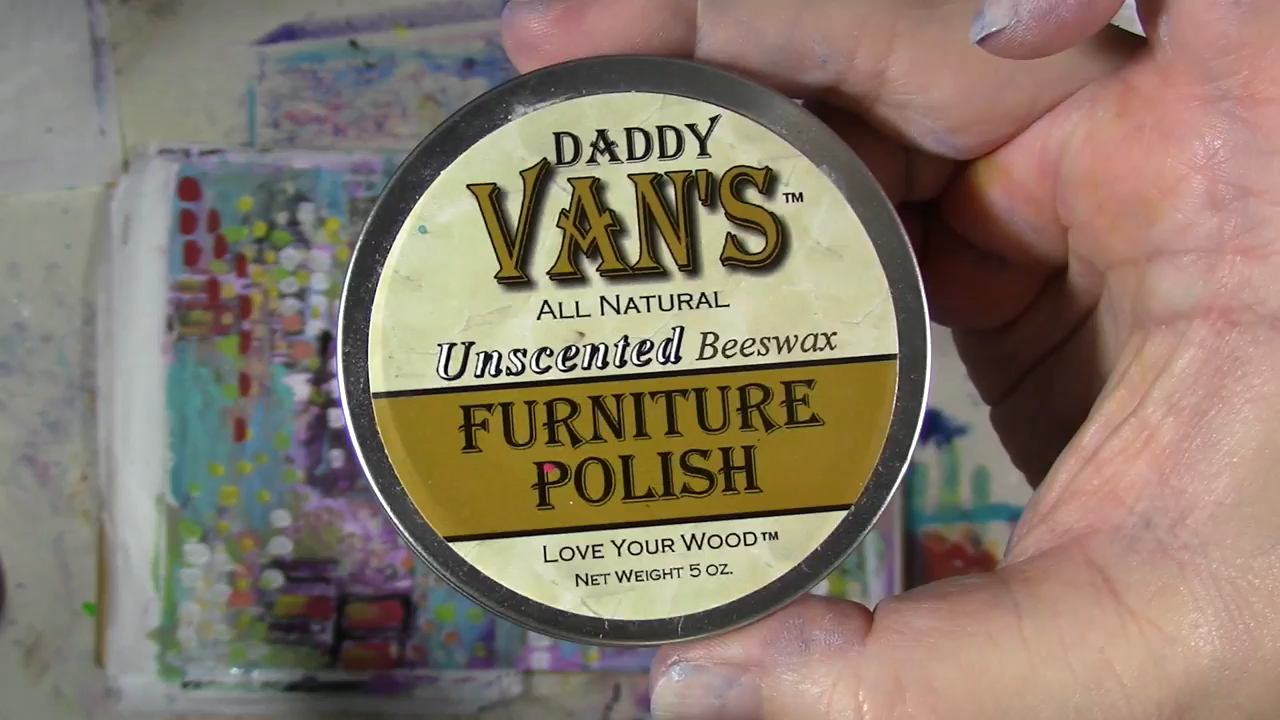 DADDY
VAN'S™
ALL NATURAL
Unscented Beeswax
FURNITURE
POLISH
LOVE YOUR WOOD™
NET WEIGHT 5 OZ.